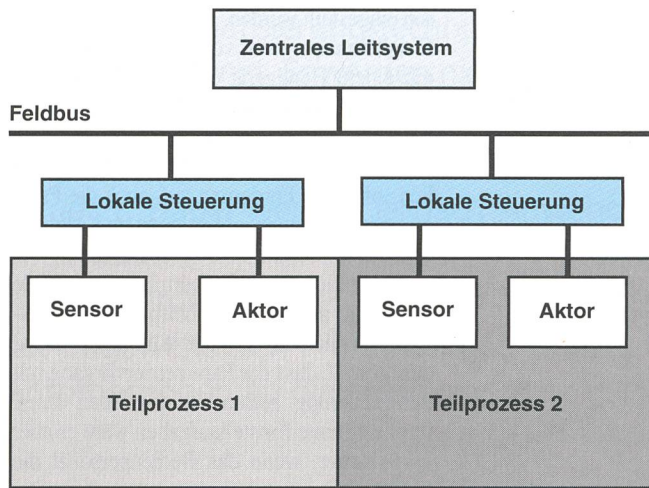 Zentrales Leitsystem
Feldbus
Lokale Steuerung
Lokale Steuerung
Sensor
Aktor
Sensor
Aktor
Teilprozess 1
Teilprozess 2